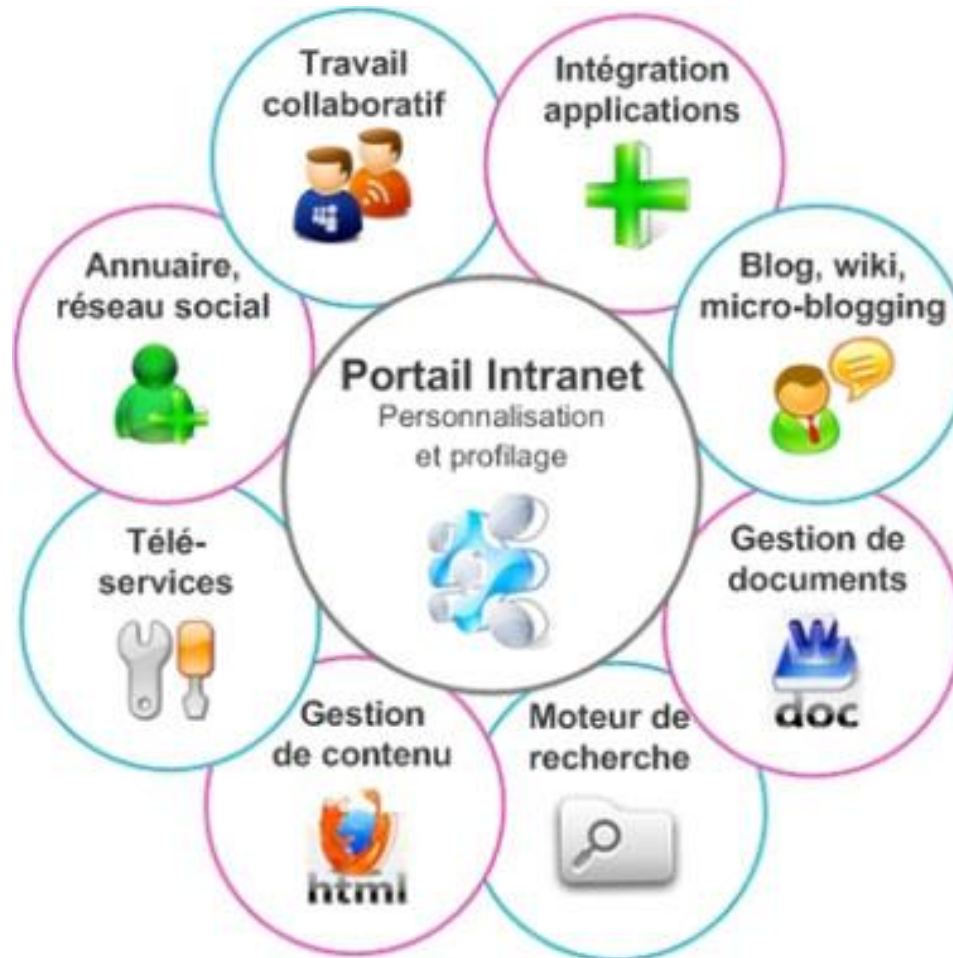 Travail
collaboratif
Intégration
applications
Annuaire,
réseau social
Blog, wiki,
micro-blogging
Portail Intranet
Personnalisation
et profilage
Télé-
services
Gestion de
documents
W
doc
Gestion
de contenu
html
Moteur de
recherche